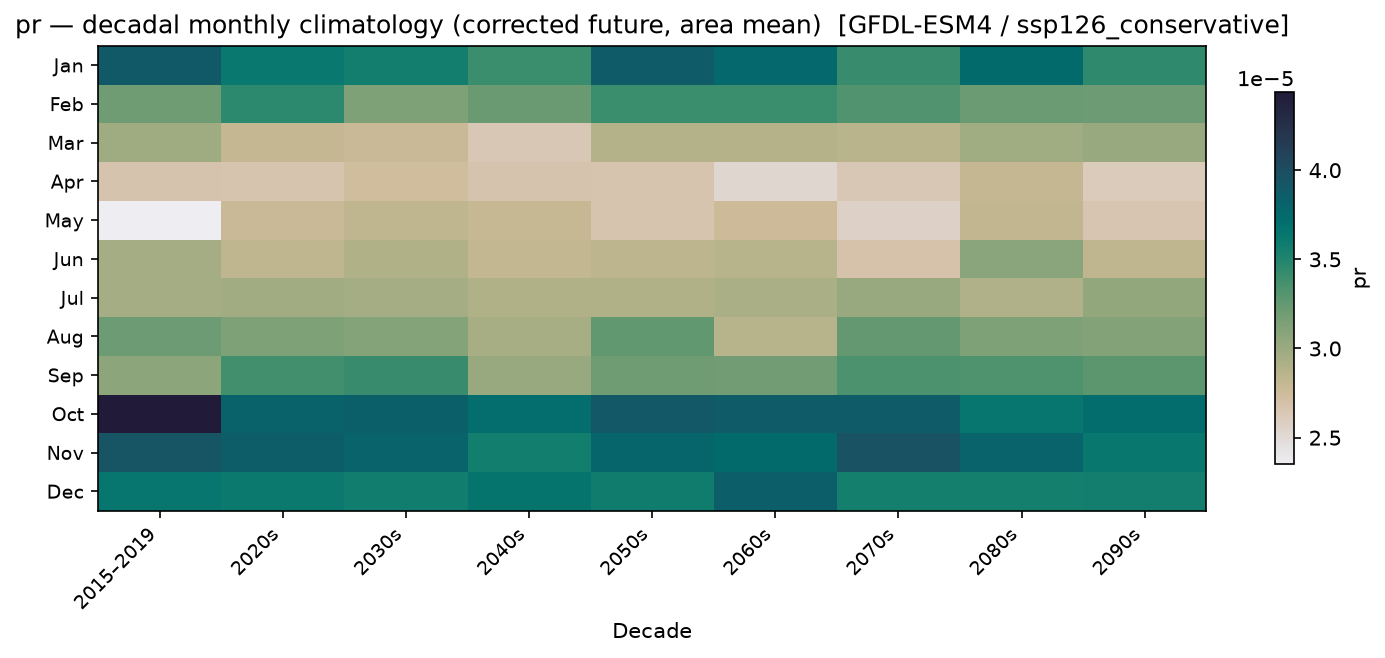 pr — decadal monthly climatology (corrected future, area mean)  [GFDL-ESM4 / ssp126_conservative]
Jan
Feb
Mar
Apr
May
Jun
Jul
Aug
Sep
Oct
Nov
Dec
2015–2019
2020s
2030s
2040s
2050s
2060s
2070s
2080s
2090s
Decade
1e−5
4.0
3.5
3.0
2.5
pr